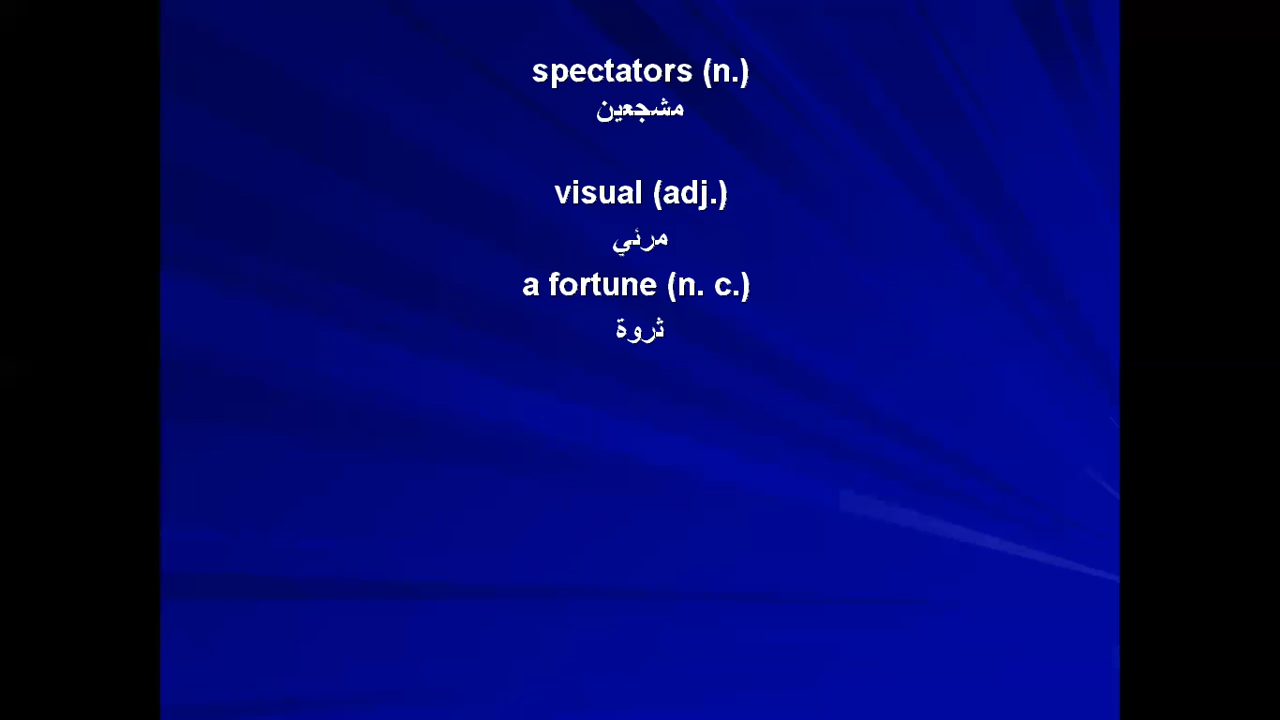 spectators (n.)
مشجعين
visual (adj.)
مرئي
a fortune (n. c.)
ثروة